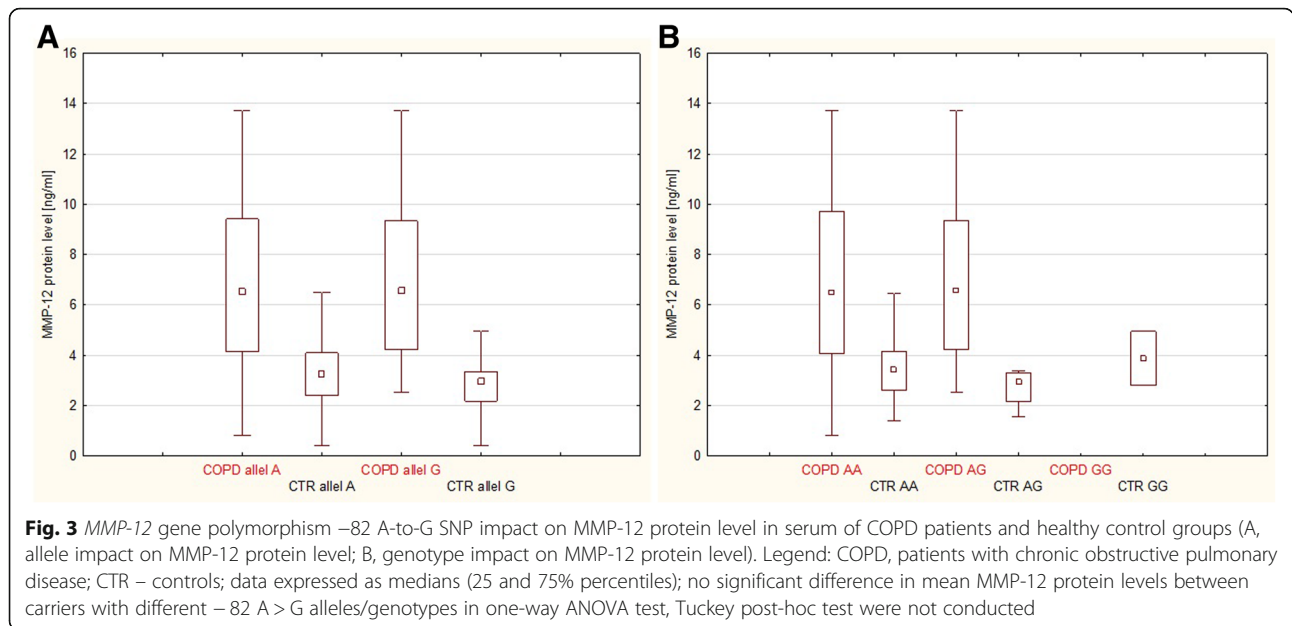 A
B
16
14
12
10
8
6
4
2
0
MMP-12 protein level [ng/ml]
COPD allel A
COPD allel G
CTR allel A
CTR allel G
16
14
12
10
8
6
4
2
0
MMP-12 protein level [ng/ml]
COPD AA
COPD AG
COPD GG
CTR AA
CTR AG
CTR GG
Fig. 3 MMP-12 gene polymorphism −82 A-to-G SNP impact on MMP-12 protein level in serum of COPD patients and healthy control groups (A,
allele impact on MMP-12 protein level; B, genotype impact on MMP-12 protein level). Legend: COPD, patients with chronic obstructive pulmonary
disease; CTR – controls; data expressed as medians (25 and 75% percentiles); no significant difference in mean MMP-12 protein levels between
carriers with different − 82 A > G alleles/genotypes in one-way ANOVA test, Tuckey post-hoc test were not conducted